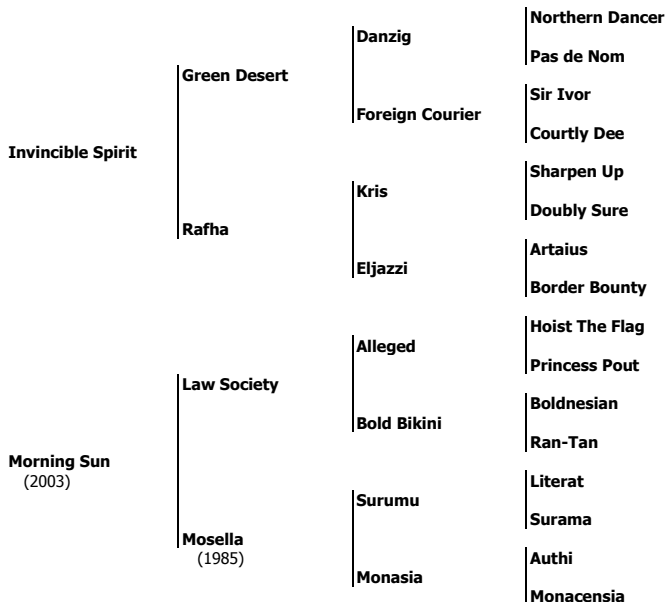 Northern Dancer
Danzig
Pas de Nom
Green Desert
Sir Ivor
Foreign Courier
Courtly Dee
Invincible Spirit
Sharpen Up
Kris
Doubly Sure
Rafha
Artaius
Eljazzi
Border Bounty
Hoist The Flag
Alleged
Princess Pout
Law Society
Boldnesian
Bold Bikini
Ran-Tan
Morning Sun
(2003)
Literat
Surumu
Surama
Mosella
(1985)
Authi
Monasia
Monacensia